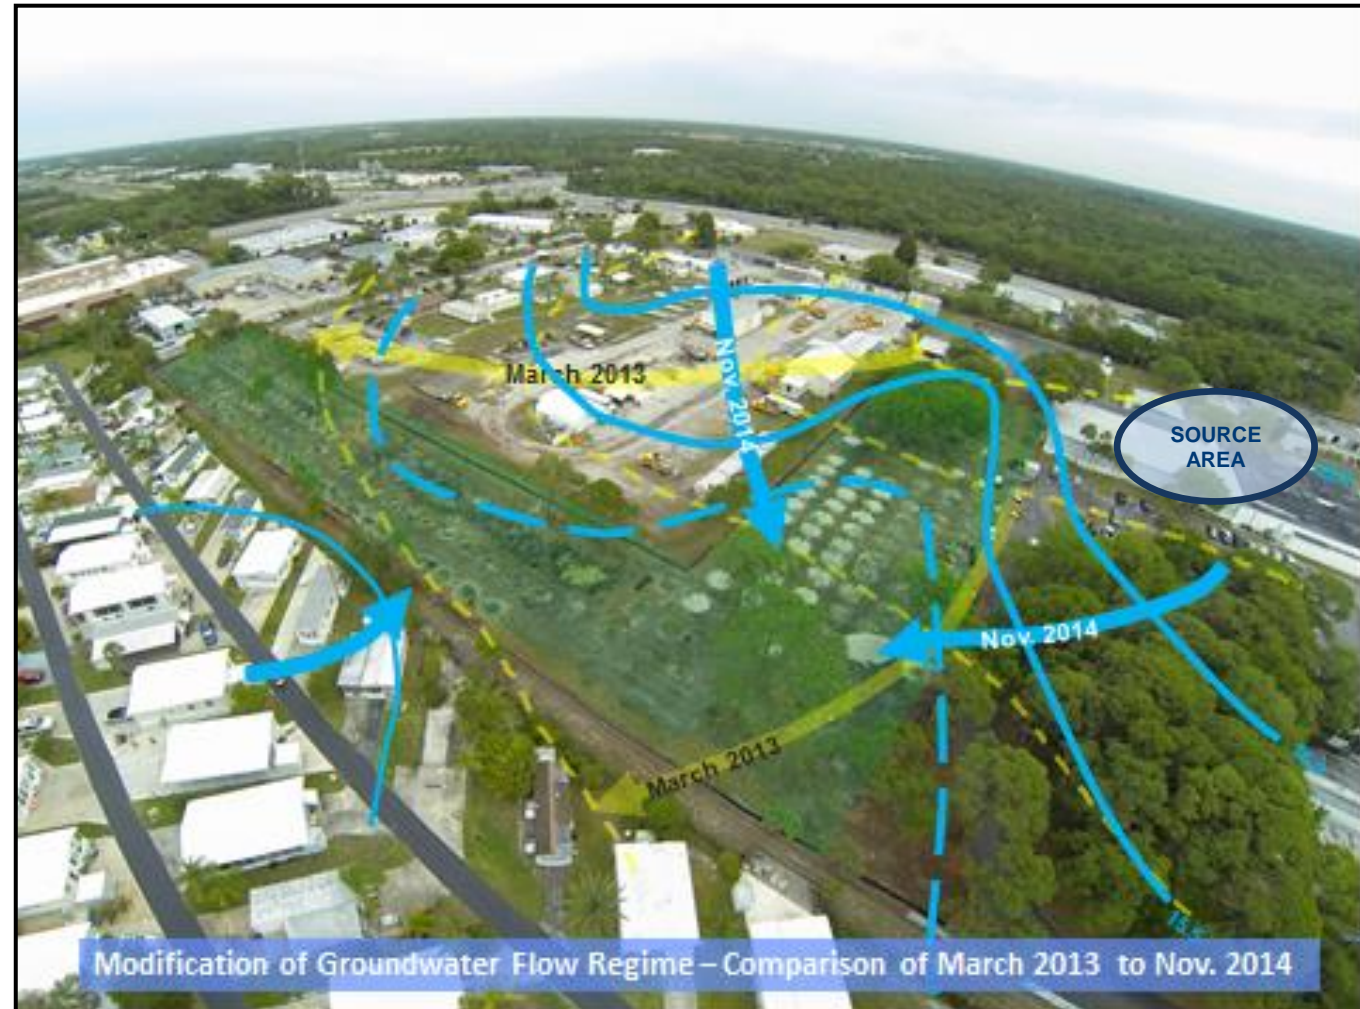 March 2013
Nov. 2014
SOURCE
AREA
Nov. 2014
March 2013
Modification of Groundwater Flow Regime – Comparison of March 2013 to Nov. 2014